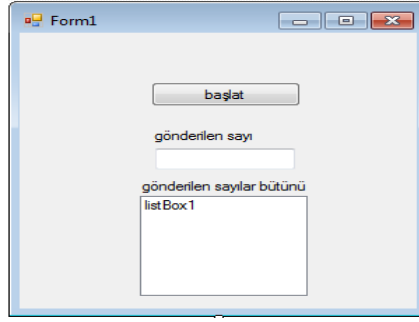 Form1
başlat
gönderilen sayı
gönderilen sayılar bütünü
listBox1